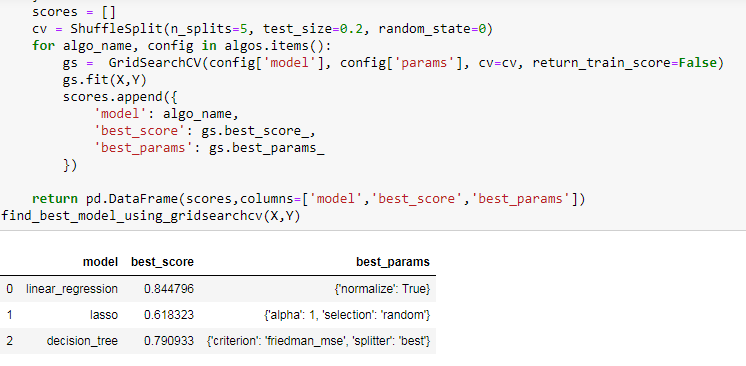 scores = []
cv = ShuffleSplit(n_splits=5, test_size=0.2, random_state=0)
for algo_name, config in algos.items():
gs =  GridSearchCV(config['model'], config['params'], cv=cv, return_train_score=False)
gs.fit(X,Y)
scores.append({
'model': algo_name,
'best_score': gs.best_score_,
'best_params': gs.best_params_
})
return pd.DataFrame(scores,columns=['model','best_score','best_params'])
find_best_model_using_gridsearchcv(X,Y)
model best_score best_params
0 linear_regression 0.844796 {'normalize': True}
1 lasso 0.618323 {'alpha': 1, 'selection': 'random'}
2 decision_tree 0.790933 {'criterion': 'friedman_mse', 'splitter': 'best'}